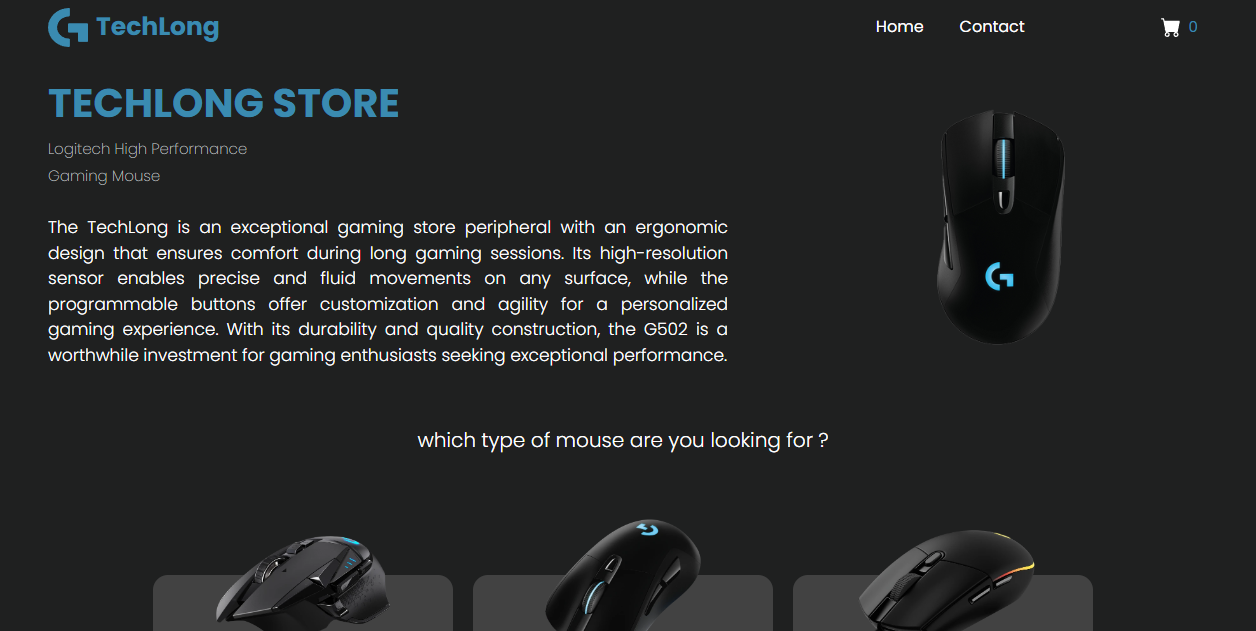 TechLong
Home
Contact
0
TECHLONG STORE
Logitech High Performance
Gaming Mouse
The TechLong is an exceptional gaming store peripheral with an ergonomic
design that ensures comfort during long gaming sessions. Its high-resolution
sensor enables precise and fluid movements on any surface, while the
programmable buttons offer customization and agility for a personalized
gaming experience. With its durability and quality construction, the G502 is a
worthwhile investment for gaming enthusiasts seeking exceptional performance.
which type of mouse are you looking for ?